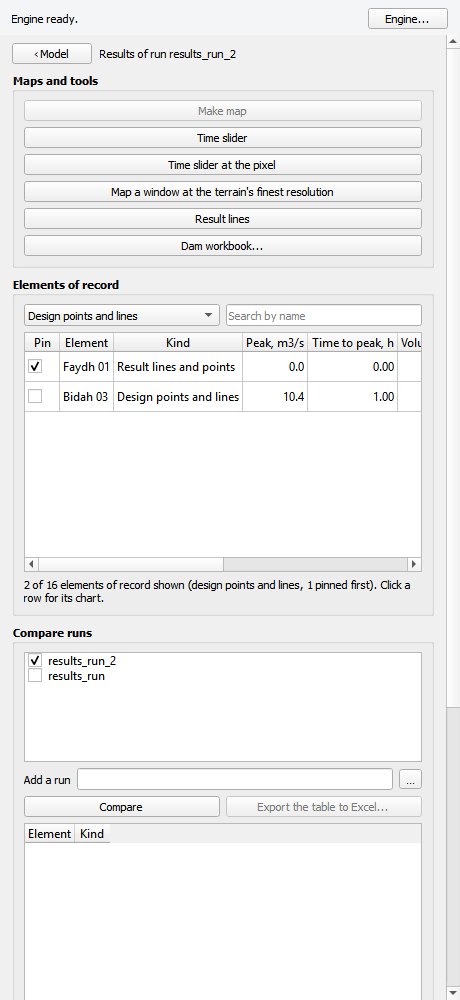 Engine ready.
Engine...
‹Model
Results of run results_run_2
Maps and tools
Make map
Time slider
Time slider at the pixel
Map a window at the terrain's finest resolution
Result lines
Dam workbook...
Elements of record
Design points and lines
Search by name
Pin Element Kind Peak, m3/s Time to peak, h Volu
Faydh 01 Result lines and points 0.0 0.00
Bidah 03 Design points and lines 10.4 1.00
2 of 16 elements of record shown (design points and lines, 1 pinned first). Click a
row for its chart.
Compare runs
results_run_2
results_run
Add a run
...
Compare
Export the table to Excel...
Element Kind